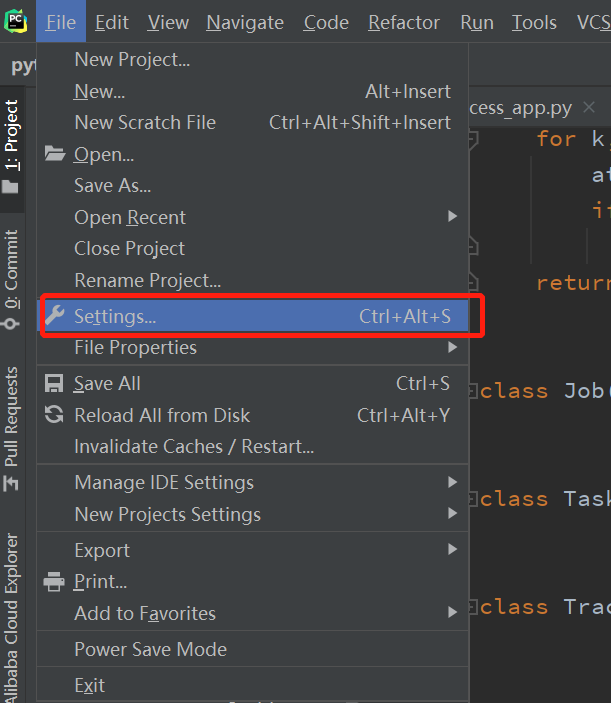 PC File Edit View Navigate Code Refactor Run Tools VCS
New Project...
New... Alt+Insert
cess_app.py
1: Project
New Scratch File Ctrl+Alt+Shift+Insert
for k,
Open...
Save As...
Open Recent
Close Project
0: Commit
Rename Project...
return
Settings... Ctrl+Alt+S
File Properties
Save All Ctrl+S
class Job(
Pull Requests
Reload All from Disk Ctrl+Alt+Y
Invalidate Caches / Restart...
Manage IDE Settings
class Task
New Projects Settings
Export
Print...
Alibaba Cloud Explorer
class Trac
Add to Favorites
Power Save Mode
Exit